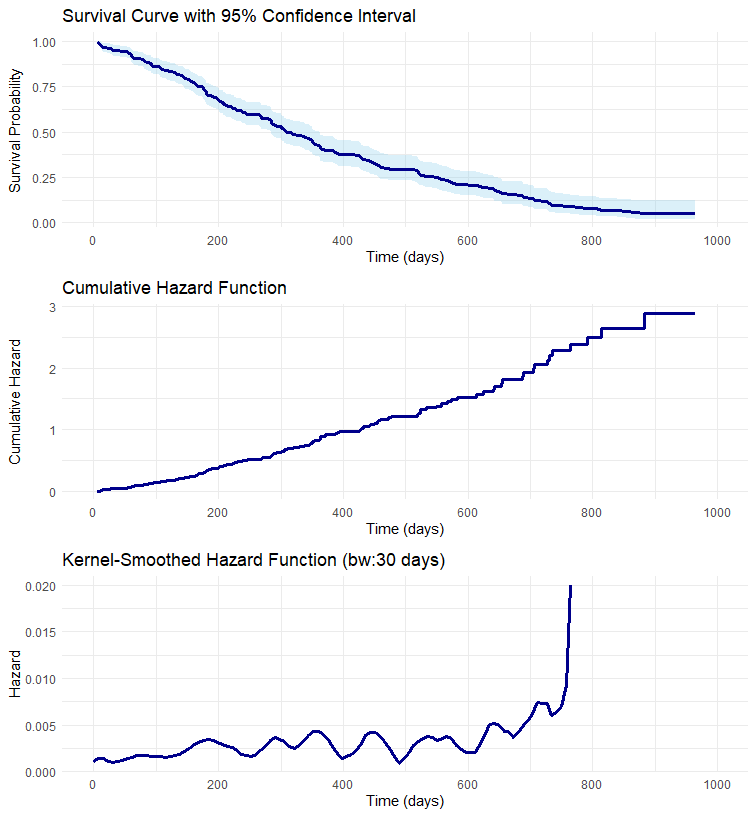 Survival Curve with 95% Confidence Interval
1.00
0.75
0.50
0.25
0.00
Survival Probability
0 200 400 600 800 1000
Time (days)
Cumulative Hazard Function
3
2
1
0
Cumulative Hazard
0 200 400 600 800 1000
Time (days)
Kernel-Smoothed Hazard Function (bw:30 days)
0.020
0.015
0.010
0.005
0.000
Hazard
0 200 400 600 800 1000
Time (days)